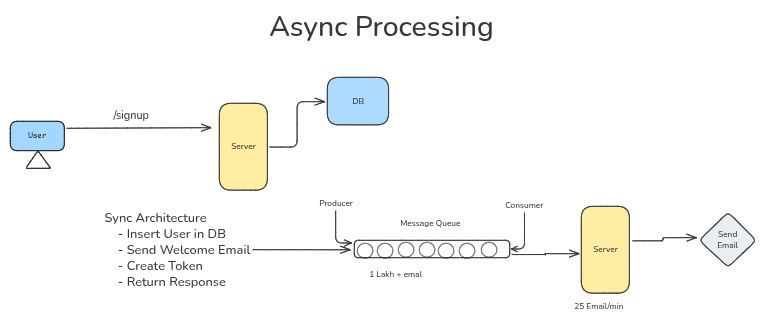 Async Processing
DB
/signup
User
Server
Producer
Consumer
Sync Architecture
- Insert User in DB
- Send Welcome Email
- Create Token
- Return Response
Message Queue
1 Lakh + emal
Server
Send
Email
25 Email/min